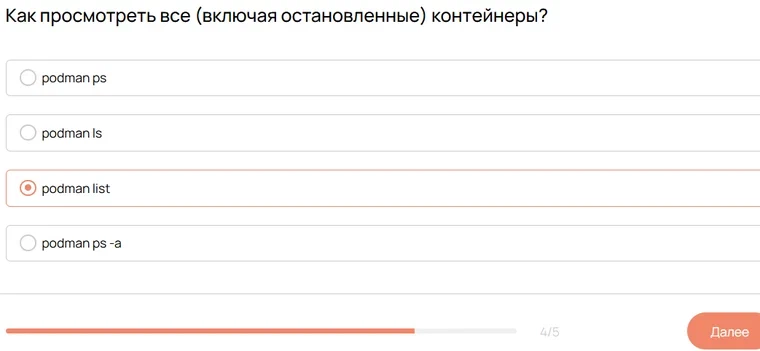 Как просмотреть все (включая остановленные) контейнеры?
podman ps
podman ls
podman list
podman ps -a
4/5
Далее